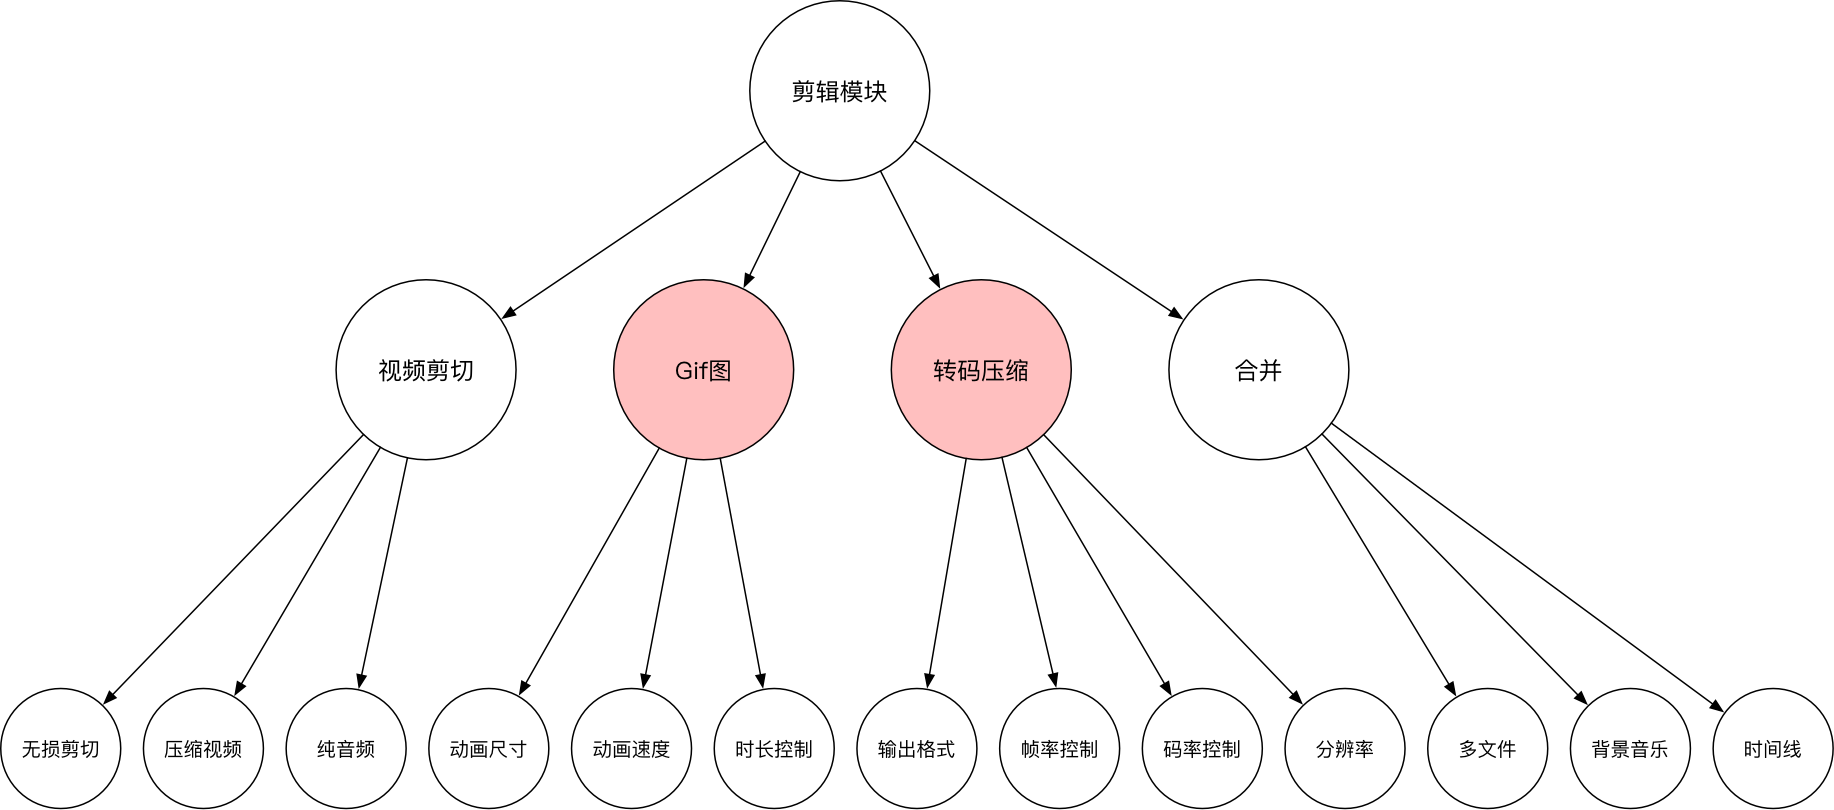 剪辑模块
视频剪切
Gif图
转码压缩
合并
无损剪切
压缩视频
纯音频
动画尺寸
动画速度
时长控制
输出格式
帧率控制
码率控制
分辨率
多文件
背景音乐
时间线